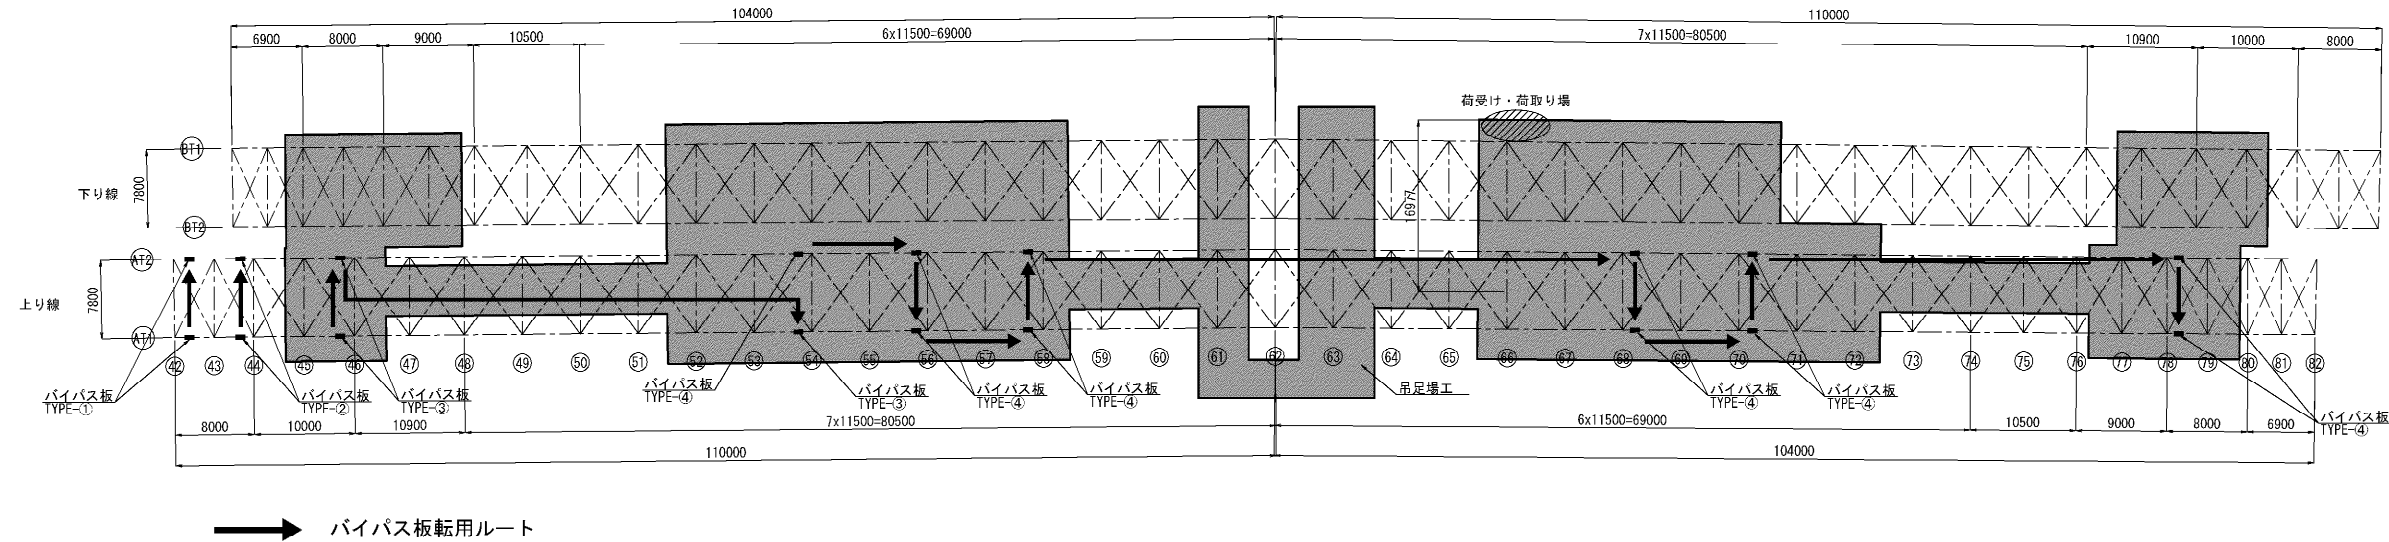 104000
110000
6900
8000
9000
10500
6x11500=69000
7x11500=80500
10900
10000
8000
荷受け・荷取り場
BT1
下り線
7800
BT2
16977
AT2
上り線
7800
AT1
42 43 44 45 46 47 48 49 50 51 52 53 54 55 56 57 58 59 60 61 62 63 64 65 66 67 68 69 70 71 72 73 74 75 76 77 78 79 80 81 82
バイパス板
TYPE-①
バイパス板
TYPE-②
バイパス板
TYPE-③
バイパス板
TYPE-④
バイパス板
TYPE-③
バイパス板
TYPE-④
バイパス板
TYPE-④
吊足場工
バイパス板
TYPE-④
バイパス板
TYPE-④
バイパス板
TYPE-④
8000
10000
10900
7x11500=80500
6x11500=69000
10500
9000
8000
6900
110000
104000
バイパス板転用ルート